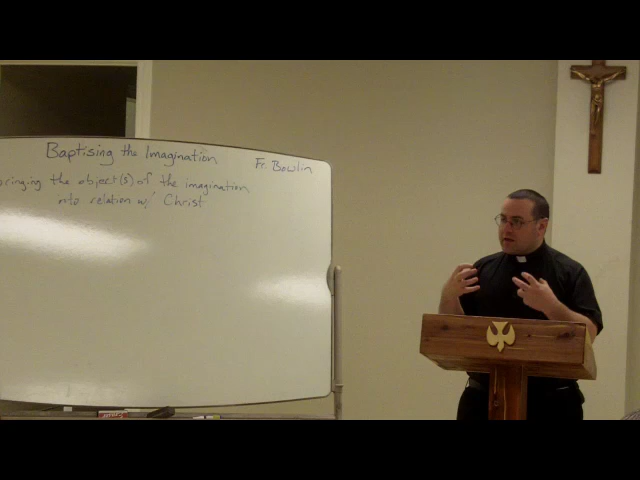 Baptising the Imagination
Fr. Bowlin
bringing the object(s) of the imagination
into relation w/ Christ